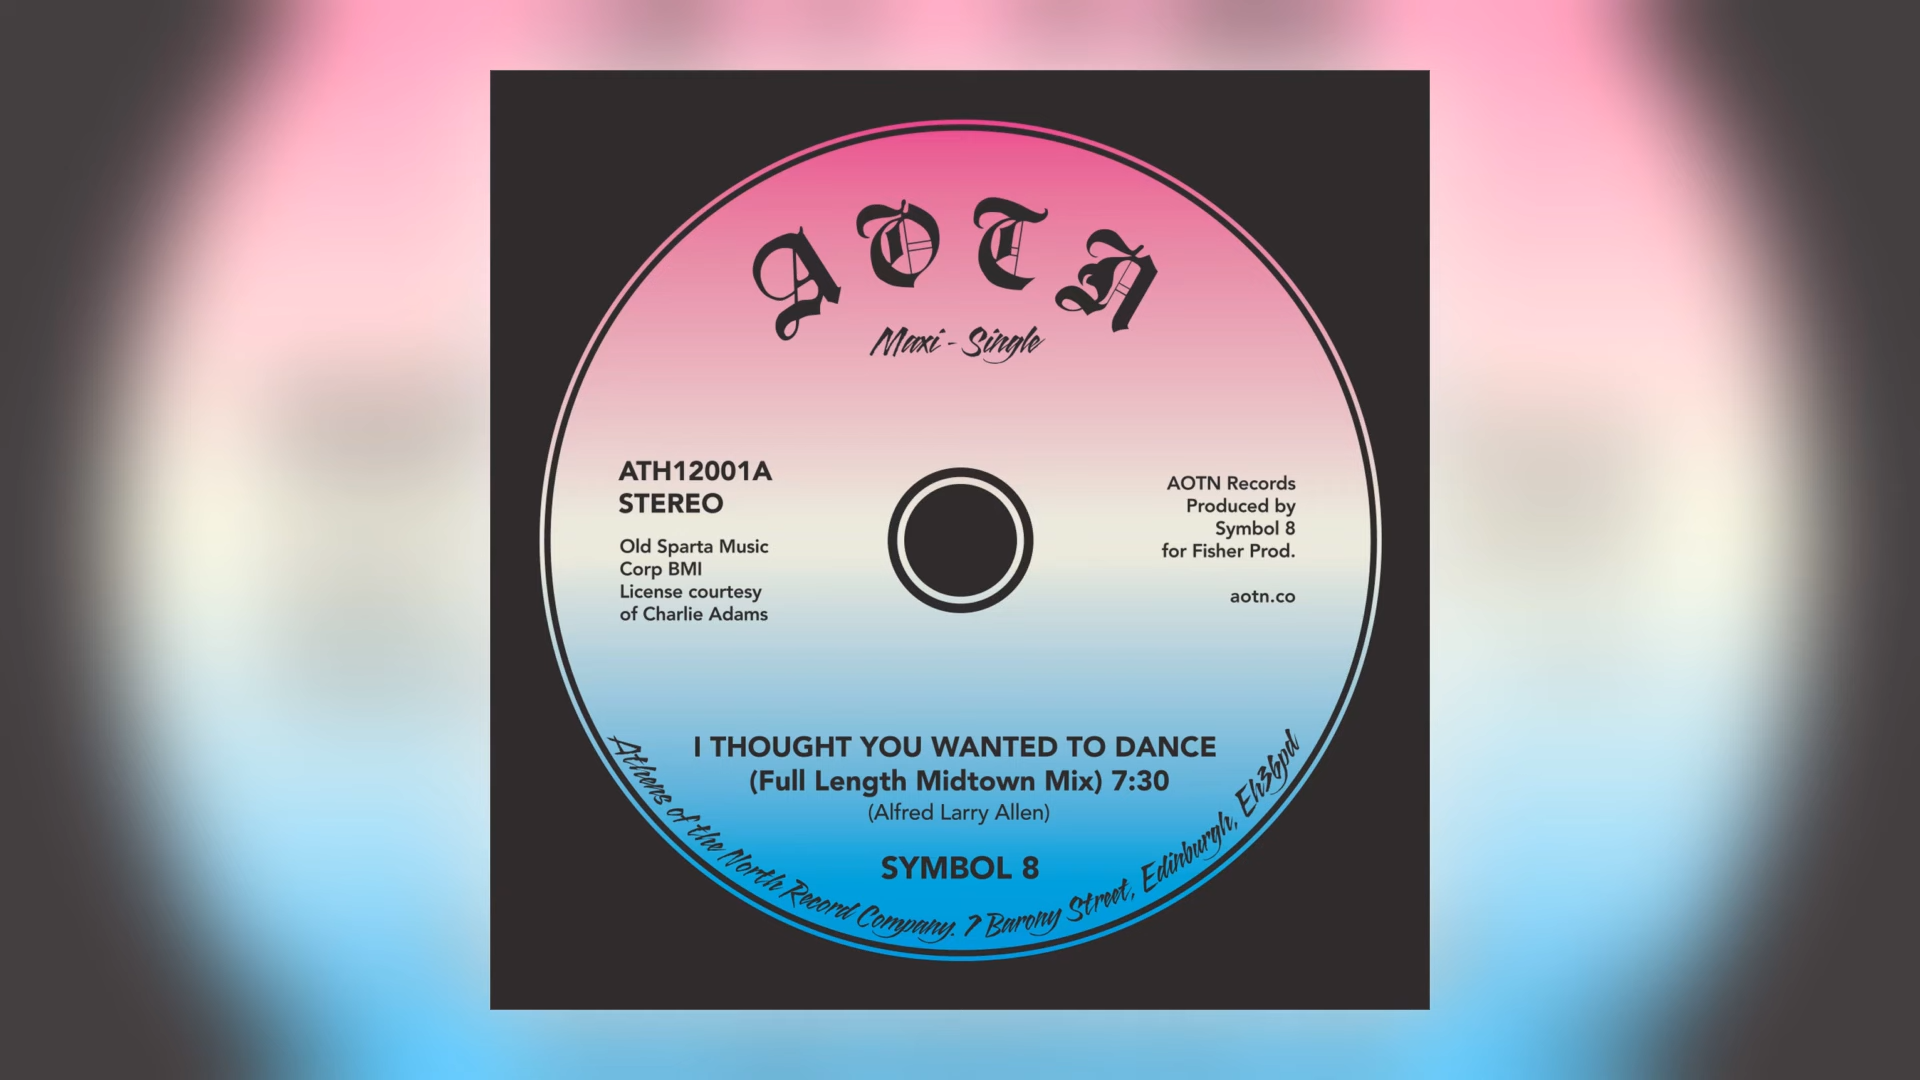 AOTN
Maxi - Single
ATH12001A
STEREO
Old Sparta Music
Corp BMI
License courtesy
of Charlie Adams
AOTN Records
Produced by
Symbol 8
for Fisher Prod.
aotn.co
I THOUGHT YOU WANTED TO DANCE
(Full Length Midtown Mix) 7:30
(Alfred Larry Allen)
SYMBOL 8
Athens of the North Record Company. 7 Barony Street, Edinburgh, Eh36pd